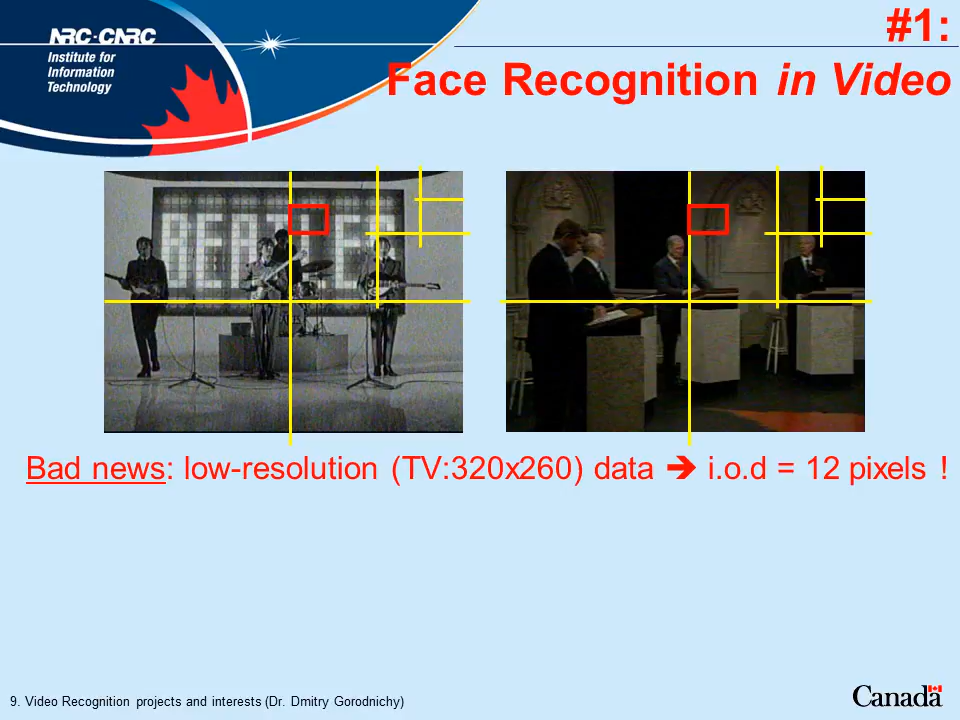 NRC·CNRC
Institute for
Information
Technology
#1:
Face Recognition in Video
BEATLES
Bad news: low-resolution (TV:320x260) data ➔ i.o.d = 12 pixels !
9. Video Recognition projects and interests (Dr. Dmitry Gorodnichy)
Canada